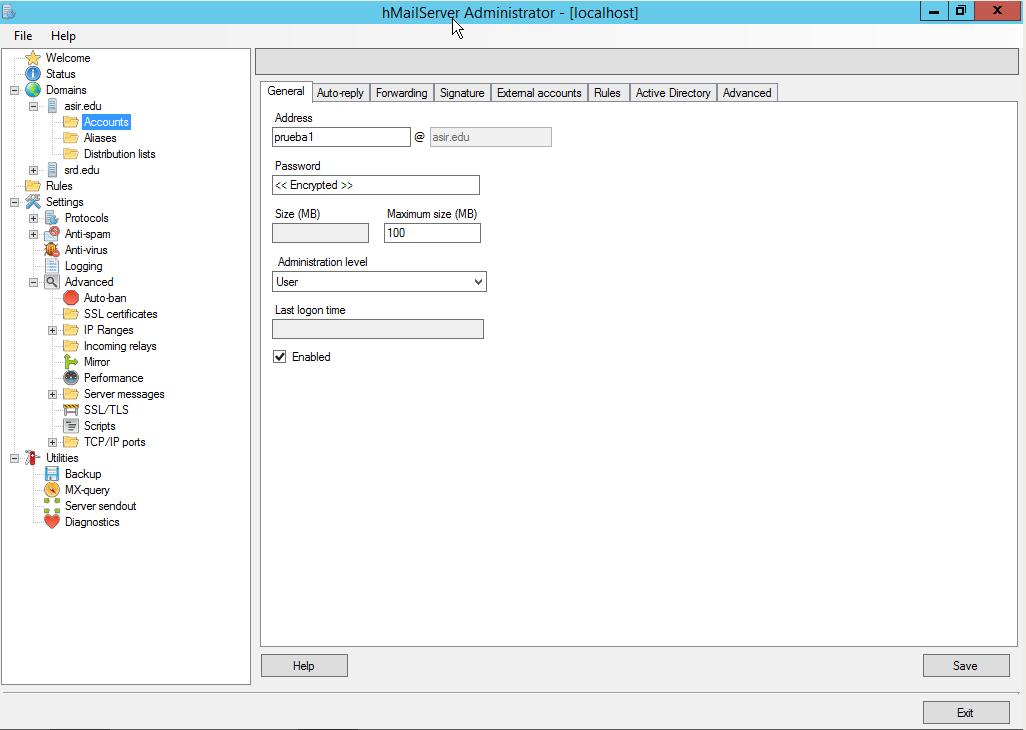 hMailServer Administrator - [localhost]
File Help
Welcome
Status
Domains
asir.edu
Accounts
Aliases
Distribution lists
srd.edu
Rules
Settings
Protocols
Anti-spam
Anti-virus
Logging
Advanced
Auto-ban
SSL certificates
IP Ranges
Incoming relays
Mirror
Performance
Server messages
SSL/TLS
Scripts
TCP/IP ports
Utilities
Backup
MX-query
Server sendout
Diagnostics
General Auto-reply Forwarding Signature External accounts Rules Active Directory Advanced
Address
prueba1 @ asir.edu
Password
<< Encrypted >>
Size (MB) Maximum size (MB)
100
Administration level
User
Last logon time
Enabled
Help Save
Exit